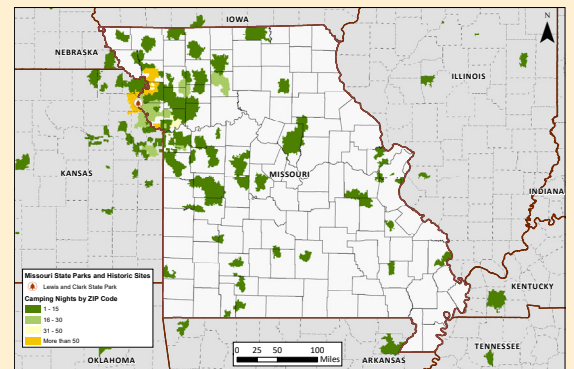 IOWA
N
NEBRASKA
ILLINOIS
KANSAS
MISSOURI
INDIANA
Missouri State Parks and Historic Sites
Lewis and Clark State Park
Camping Nights by ZIP Code
1 - 15
16 - 30
31 - 50
More than 50
KENTUCKY
0 25 50 100
Miles
OKLAHOMA
ARKANSAS
TENNESSEE